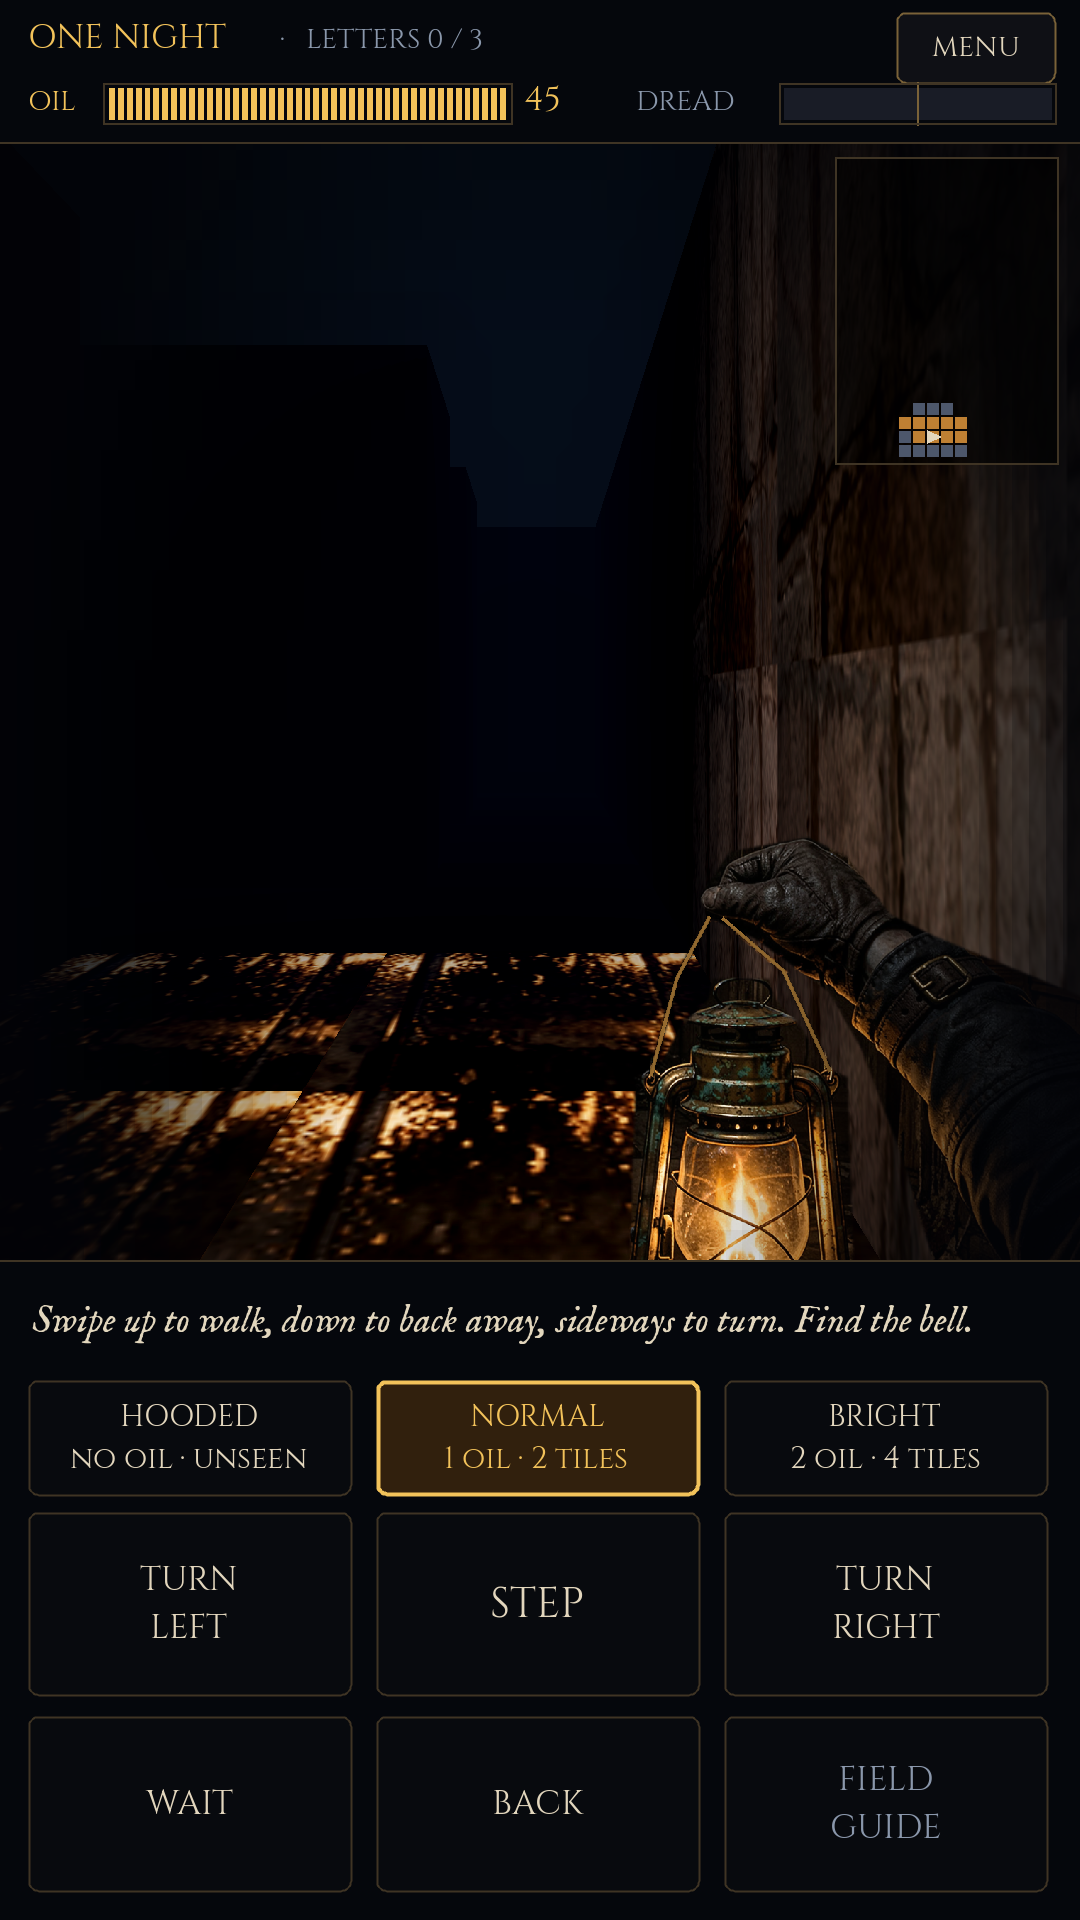 ONE NIGHT · LETTERS 0 / 3
MENU
OIL 45 DREAD
Swipe up to walk, down to back away, sideways to turn. Find the bell.
HOODED
NO OIL · UNSEEN
NORMAL
1 OIL · 2 TILES
BRIGHT
2 OIL · 4 TILES
TURN
LEFT
STEP
TURN
RIGHT
WAIT
BACK
FIELD
GUIDE